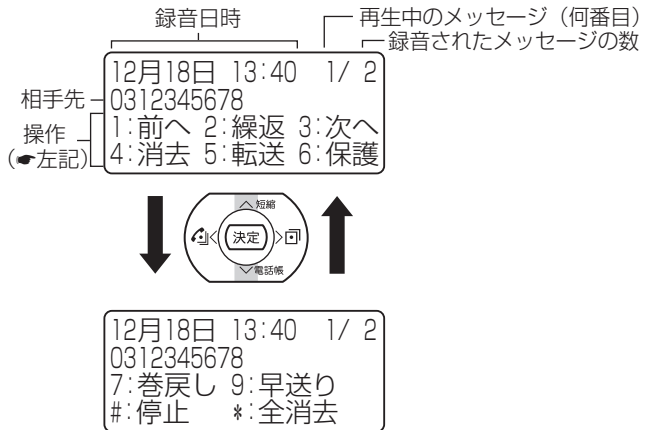 録音日時
再生中のメッセージ（何番目）
録音されたメッセージの数
12月18日 13:40 1/ 2
相手先
0312345678
操作
（☛左記）
1:前へ 2:繰返 3:次へ
4:消去 5:転送 6:保護
短縮
決定
電話帳
12月18日 13:40 1/ 2
0312345678
7:巻戻し 9:早送り
#:停止 *:全消去